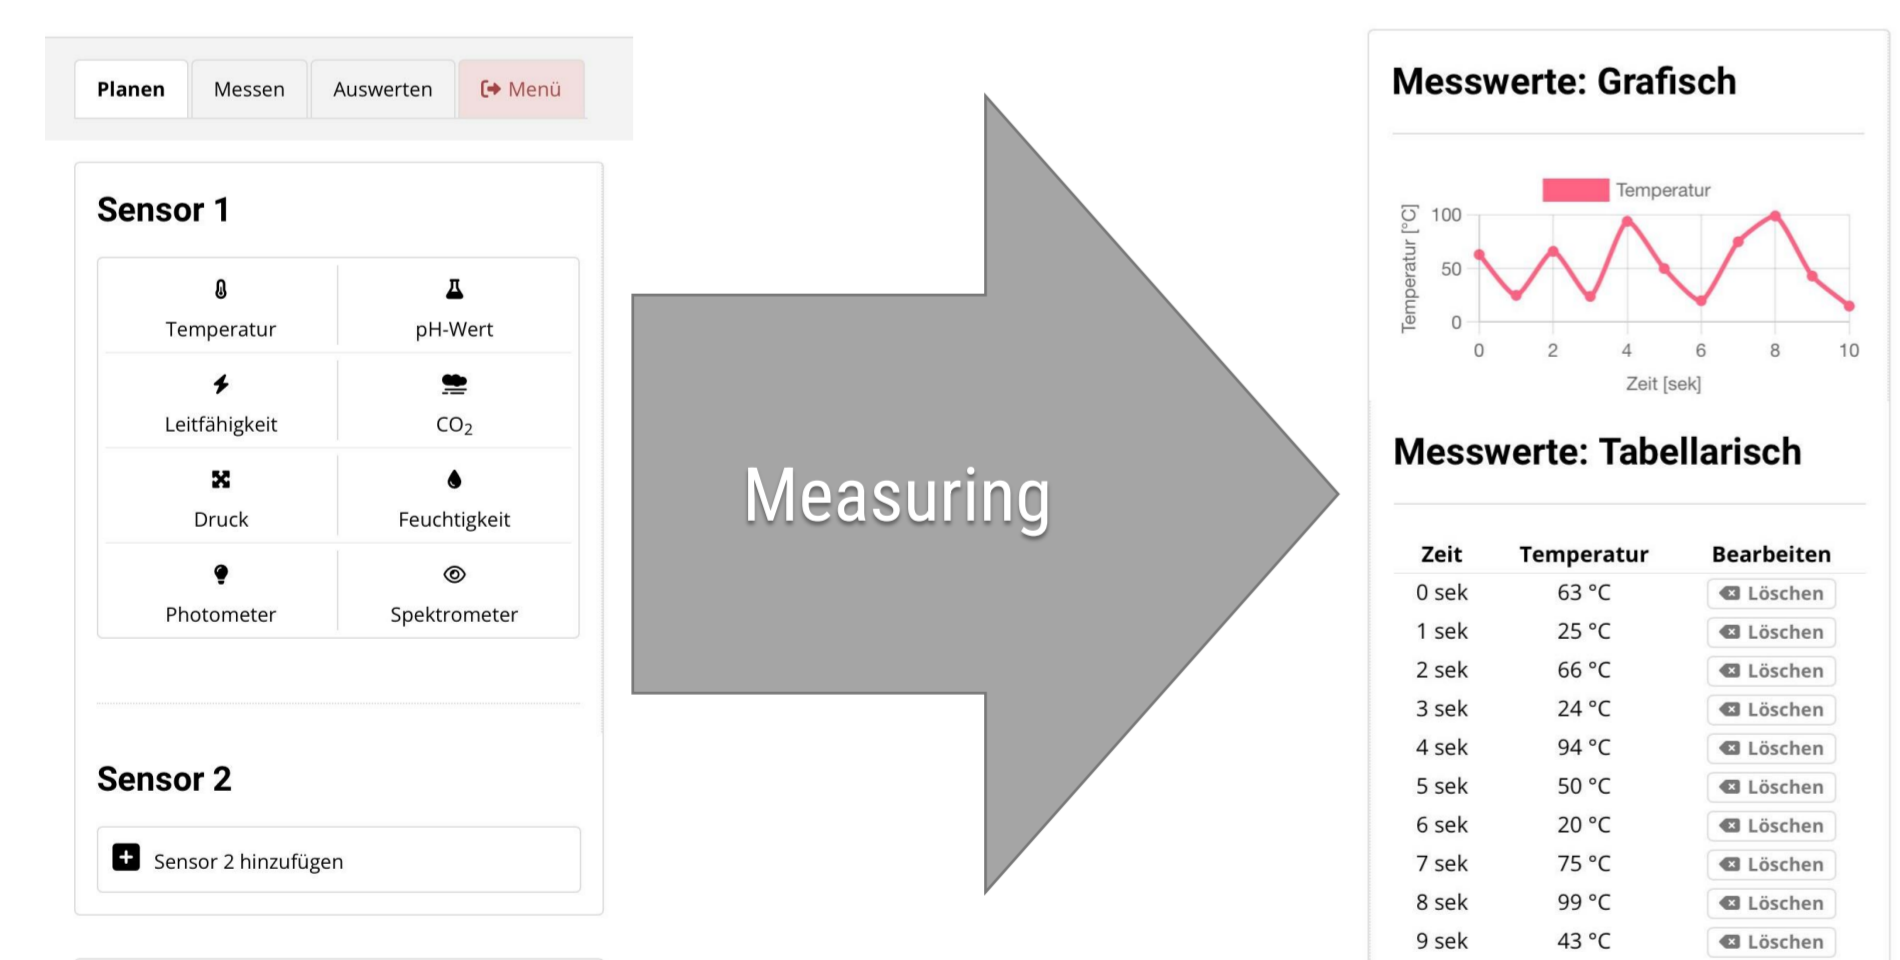 Planen Messen Auswerten Menü
Sensor 1
Temperatur pH-Wert
Leitfähigkeit CO₂
Druck Feuchtigkeit
Photometer Spektrometer
Sensor 2
Sensor 2 hinzufügen
Measuring
Messwerte: Grafisch
Temperatur
Temperatur [°C]
100
50
0
0 2 4 6 8 10
Zeit [sek]
Messwerte: Tabellarisch
Zeit Temperatur Bearbeiten
0 sek 63 °C Löschen
1 sek 25 °C Löschen
2 sek 66 °C Löschen
3 sek 24 °C Löschen
4 sek 94 °C Löschen
5 sek 50 °C Löschen
6 sek 20 °C Löschen
7 sek 75 °C Löschen
8 sek 99 °C Löschen
9 sek 43 °C Löschen